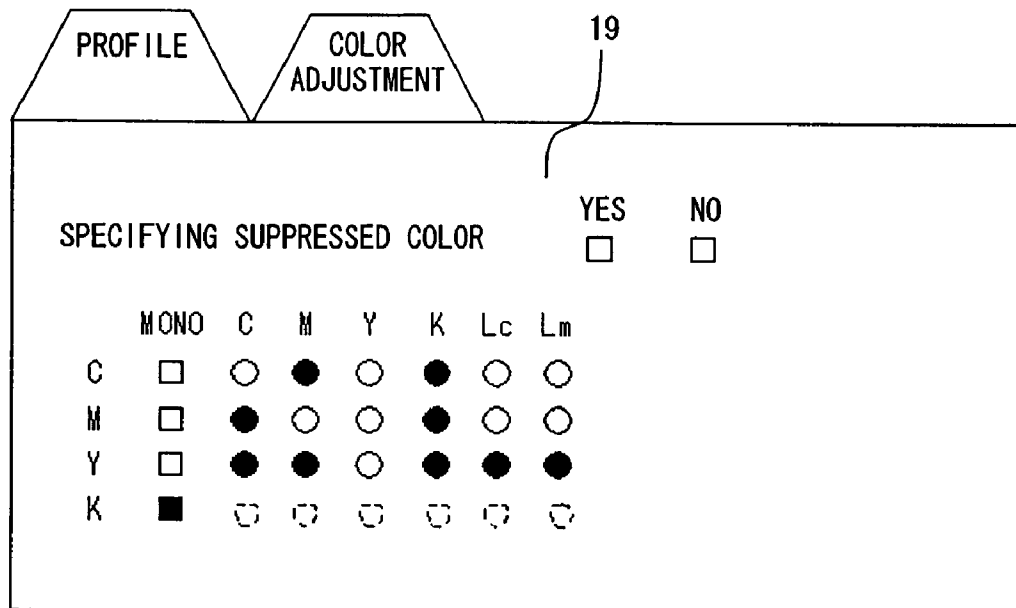 PROFILE
COLOR
ADJUSTMENT
19
SPECIFYING SUPPRESSED COLOR
YES NO
MONO C M Y K Lc Lm
C
M
Y
K